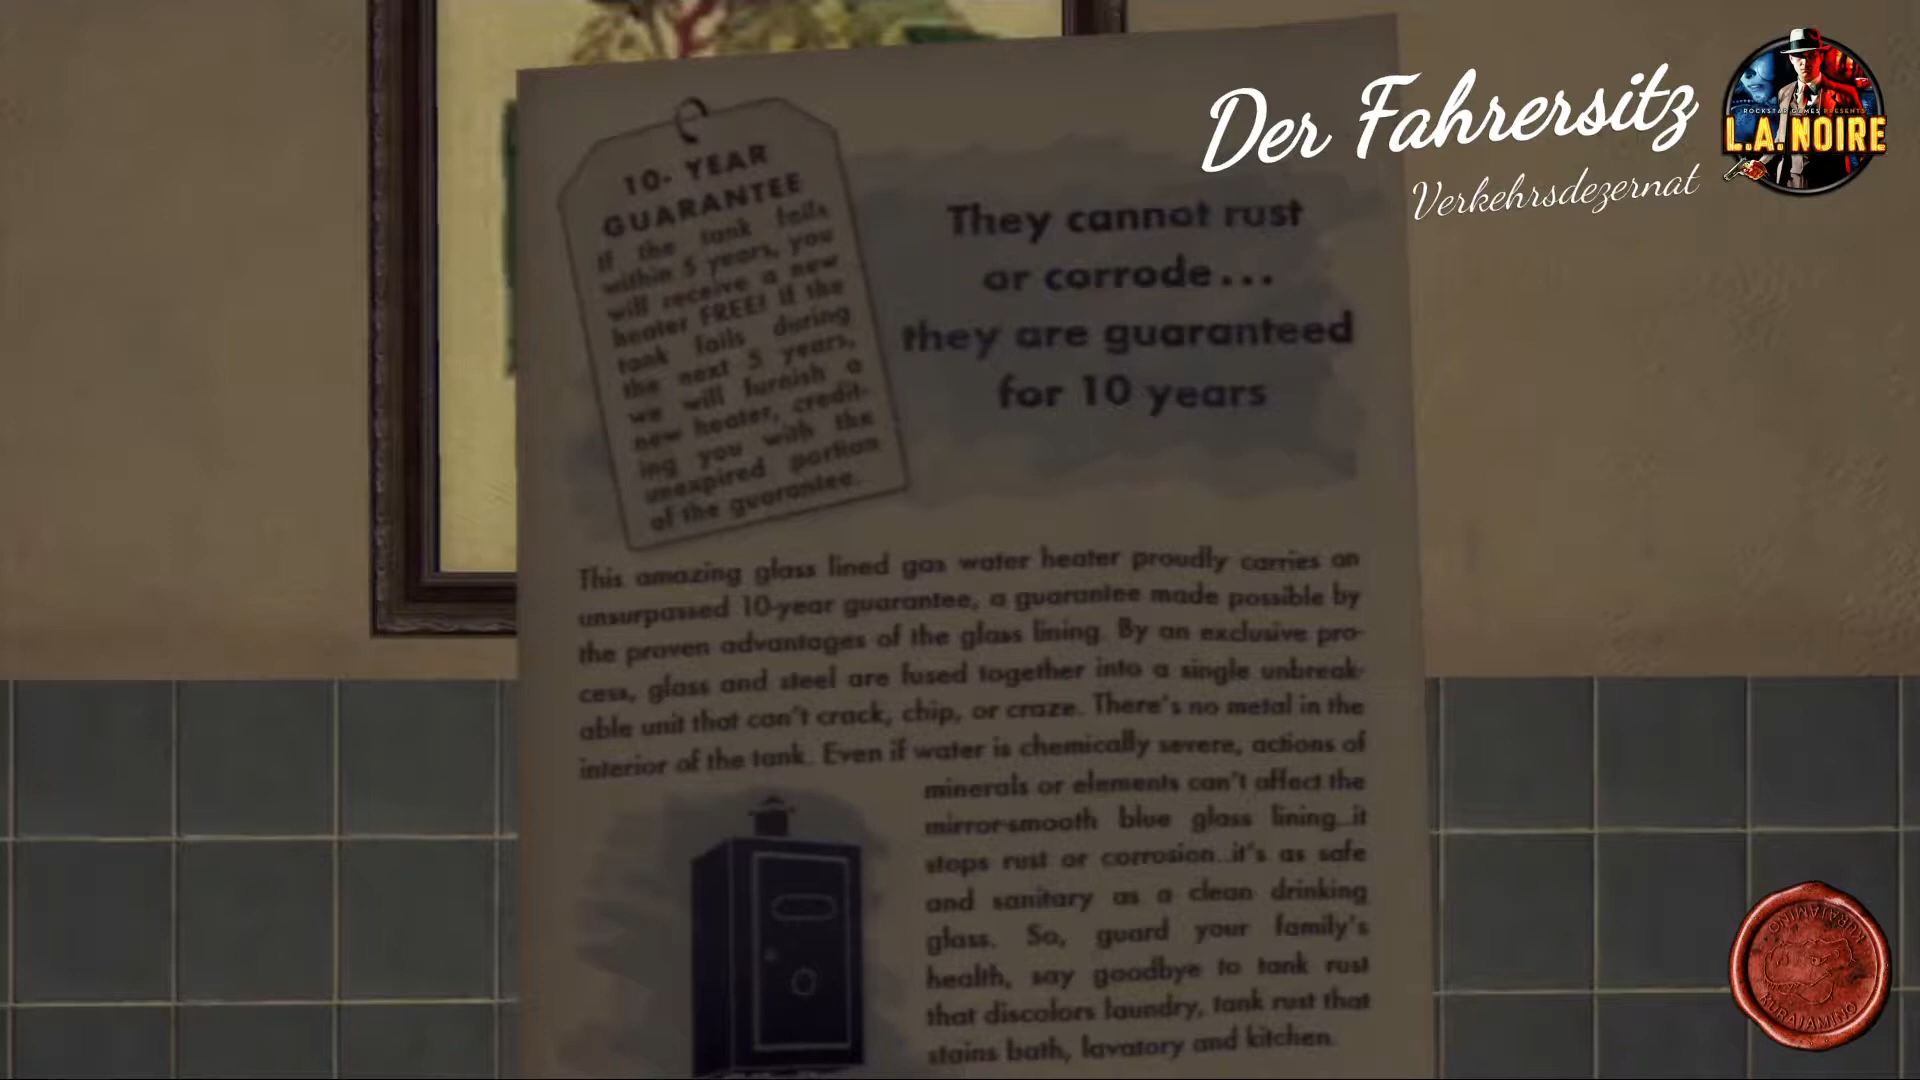 10- YEAR
GUARANTEE
If the tank fails
within 5 years, you
will receive a new
heater FREE! If the
tank fails during
the next 5 years,
we will furnish a
new heater, credit-
ing you with the
unexpired portion
of the guarantee.
They cannot rust
or corrode...
they are guaranteed
for 10 years
This amazing glass lined gas water heater proudly carries an
unsurpassed 10-year guarantee, a guarantee made possible by
the proven advantages of the glass lining. By an exclusive pro-
cess, glass and steel are fused together into a single unbreak-
able unit that can't crack, chip, or craze. There's no metal in the
interior of the tank. Even if water is chemically severe, actions of
minerals or elements can't affect the
mirror-smooth blue glass lining..it
stops rust or corrosion..it's as safe
and sanitary as a clean drinking
glass. So, guard your family's
health, say goodbye to tank rust
that discolors laundry, tank rust that
stains bath, lavatory and kitchen.
Der Fahrersitz
Verkehrsdezernat
ROCKSTAR GAMES PRESENTS
L.A. NOIRE
KURAIAMINO
KURAIAMINO